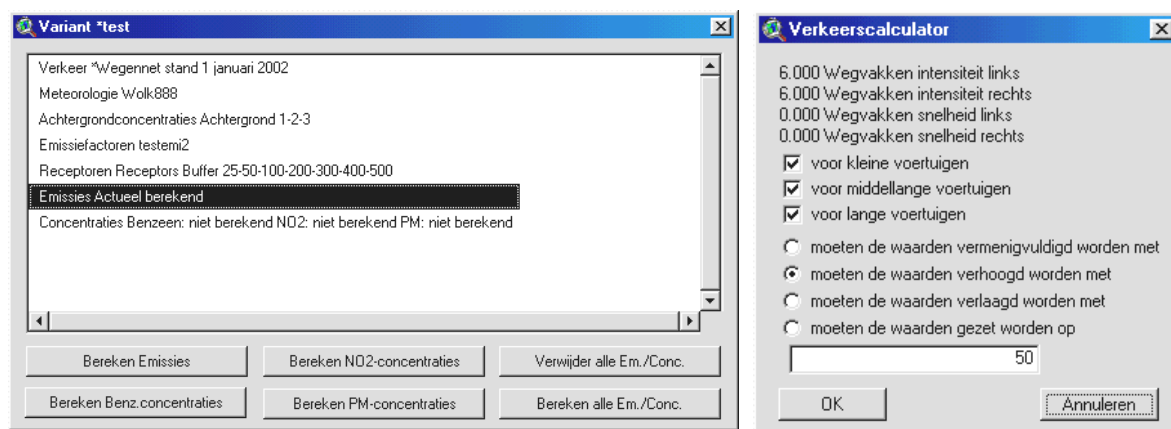 Variant *test
Verkeer *Wegennet stand 1 januari 2002
Meteorologie Wolk888
Achtergrondconcentraties Achtergrond 1-2-3
Emissiefactoren testemi2
Receptoren Receptors Buffer 25-50-100-200-300-400-500
Emissies Actueel berekend
Concentraties Benzeen: niet berekend NO2: niet berekend PM: niet berekend
Bereken Emissies
Bereken NO2-concentraties
Verwijder alle Em./Conc.
Bereken Benz.concentraties
Bereken PM-concentraties
Bereken alle Em./Conc.
Verkeerscalculator
6.000 Wegvakken intensiteit links
6.000 Wegvakken intensiteit rechts
0.000 Wegvakken snelheid links
0.000 Wegvakken snelheid rechts
voor kleine voertuigen
voor middellange voertuigen
voor lange voertuigen
moeten de waarden vermenigvuldigd worden met
moeten de waarden verhoogd worden met
moeten de waarden verlaagd worden met
moeten de waarden gezet worden op
50
OK
Annuleren